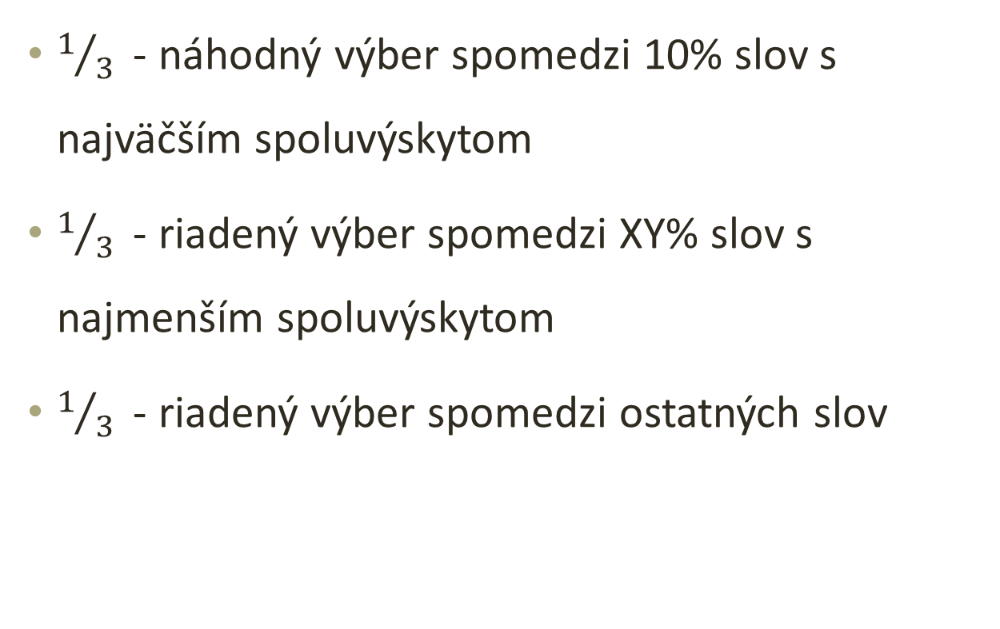 • 1/3 - náhodný výber spomedzi 10% slov s
najväčším spoluvýskytom
• 1/3 - riadený výber spomedzi XY% slov s
najmenším spoluvýskytom
• 1/3 - riadený výber spomedzi ostatných slov